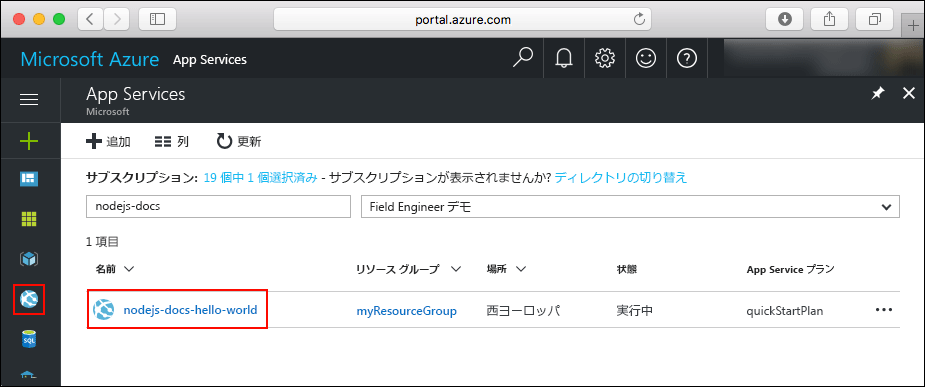 portal.azure.com
Microsoft Azure App Services
App Services
Microsoft
追加 列 更新
サブスクリプション: 19 個中 1 個選択済み - サブスクリプションが表示されませんか? ディレクトリの切り替え
nodejs-docs Field Engineer デモ
1 項目
名前 リソース グループ 場所 状態 App Service プラン
nodejs-docs-hello-world myResourceGroup 西ヨーロッパ 実行中 quickStartPlan
SQL